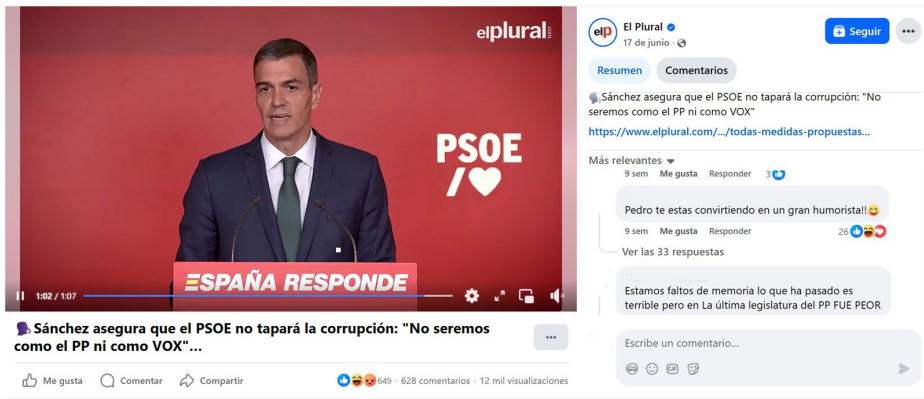 elplural
.com
PSOE
ESPAÑA RESPONDE
1:02 / 1:07
🗣️Sánchez asegura que el PSOE no tapará la corrupción: "No seremos
como el PP ni como VOX"...
Me gusta
Comentar
Compartir
649 · 628 comentarios · 12 mil visualizaciones
elp
El Plural
17 de junio ·
Seguir
Resumen
Comentarios
🗣️Sánchez asegura que el PSOE no tapará la corrupción: "No
seremos como el PP ni como VOX"
https://www.elplural.com/.../todas-medidas-propuestas...
Más relevantes
9 sem Me gusta Responder 3
Pedro te estas convirtiendo en un gran humorista!!😂
9 sem Me gusta Responder 26
Ver las 33 respuestas
Estamos faltos de memoria lo que ha pasado es
terrible pero en La última legislatura del PP FUE PEOR
Escribe un comentario...
GIF